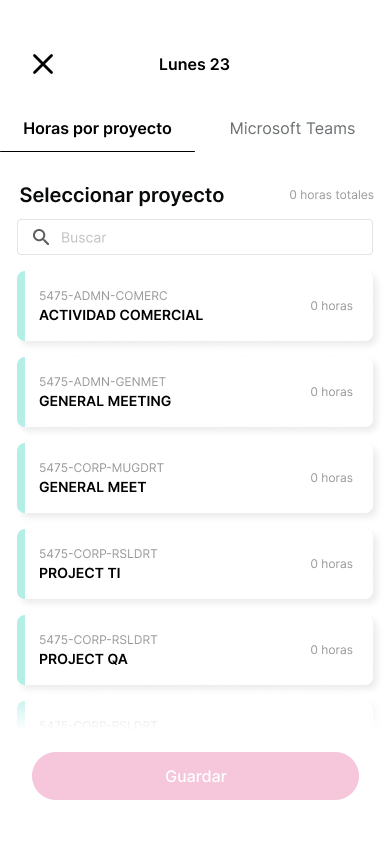 Lunes 23
Horas por proyecto Microsoft Teams
Seleccionar proyecto 0 horas totales
Buscar
5475-ADMN-COMERC
ACTIVIDAD COMERCIAL 0 horas
5475-ADMN-GENMET
GENERAL MEETING 0 horas
5475-CORP-MUGDRT
GENERAL MEET 0 horas
5475-CORP-RSLDRT
PROJECT TI 0 horas
5475-CORP-RSLDRT
PROJECT QA 0 horas
5475-CORP-RSLDRT
Guardar